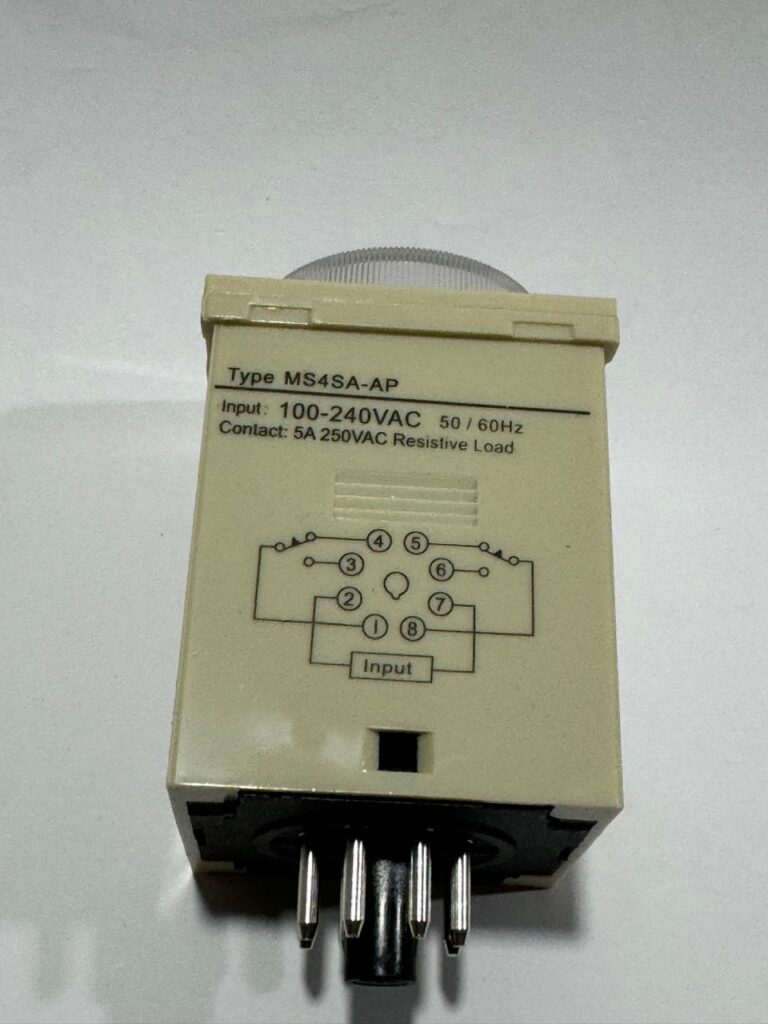 Type MS4SA-AP
Input: 100-240VAC 50 / 60Hz
Contact: 5A 250VAC Resistive Load
4 5
3 6
2 7
1 8
Input